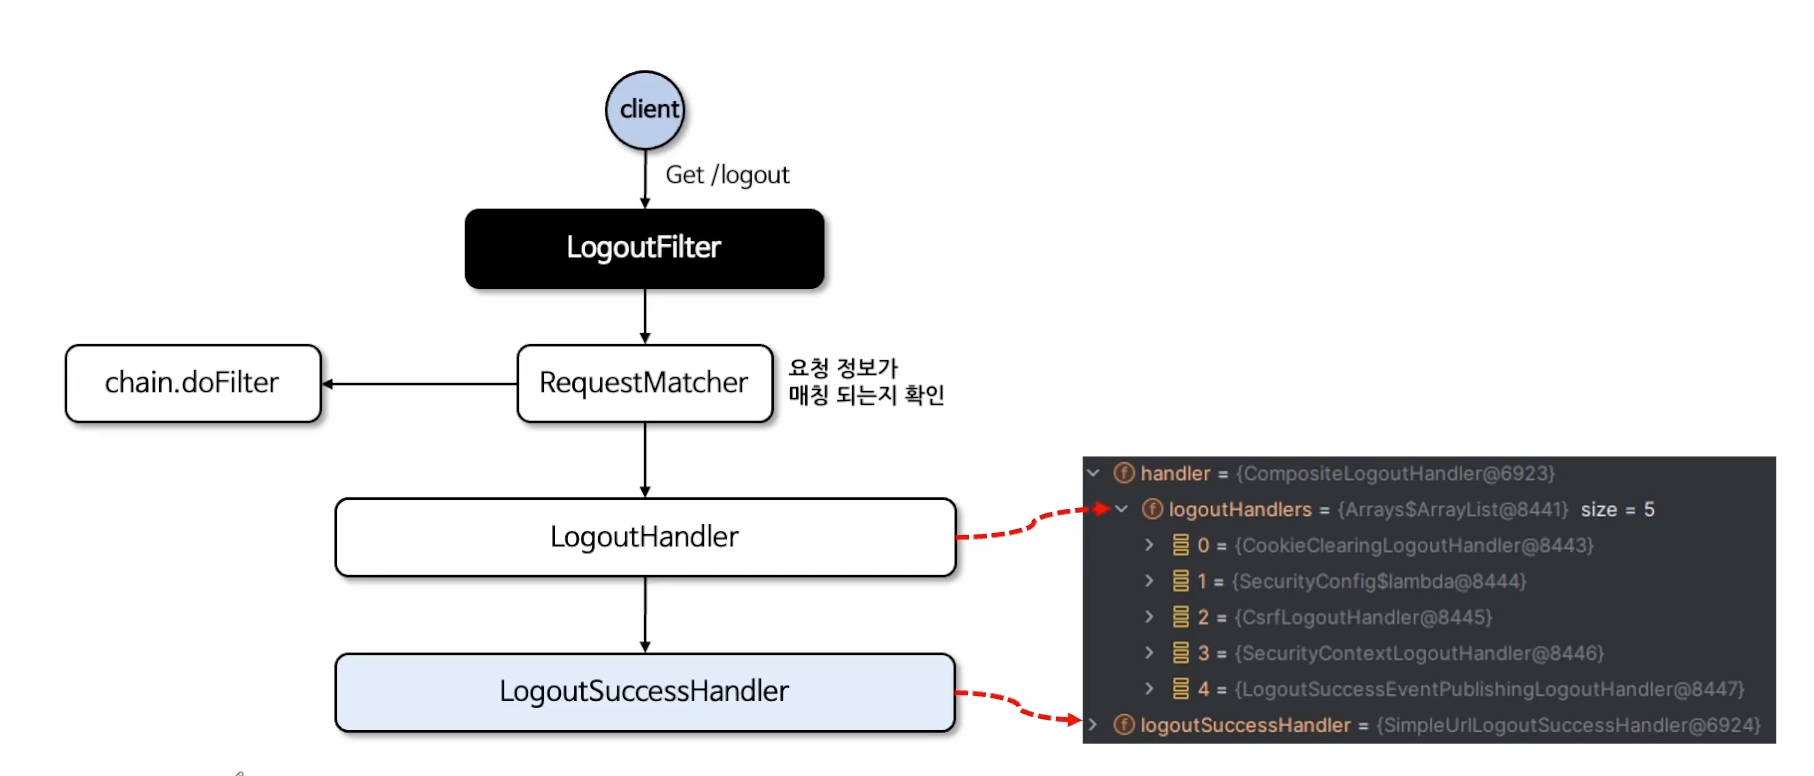 client
Get /logout
LogoutFilter
chain.doFilter
RequestMatcher
요청 정보가
매칭 되는지 확인
LogoutHandler
LogoutSuccessHandler
handler = {CompositeLogoutHandler@6923}
logoutHandlers = {Arrays$ArrayList@8441} size = 5
0 = {CookieClearingLogoutHandler@8443}
1 = {SecurityConfig$lambda@8444}
2 = {CsrfLogoutHandler@8445}
3 = {SecurityContextLogoutHandler@8446}
4 = {LogoutSuccessEventPublishingLogoutHandler@8447}
logoutSuccessHandler = {SimpleUrlLogoutSuccessHandler@6924}